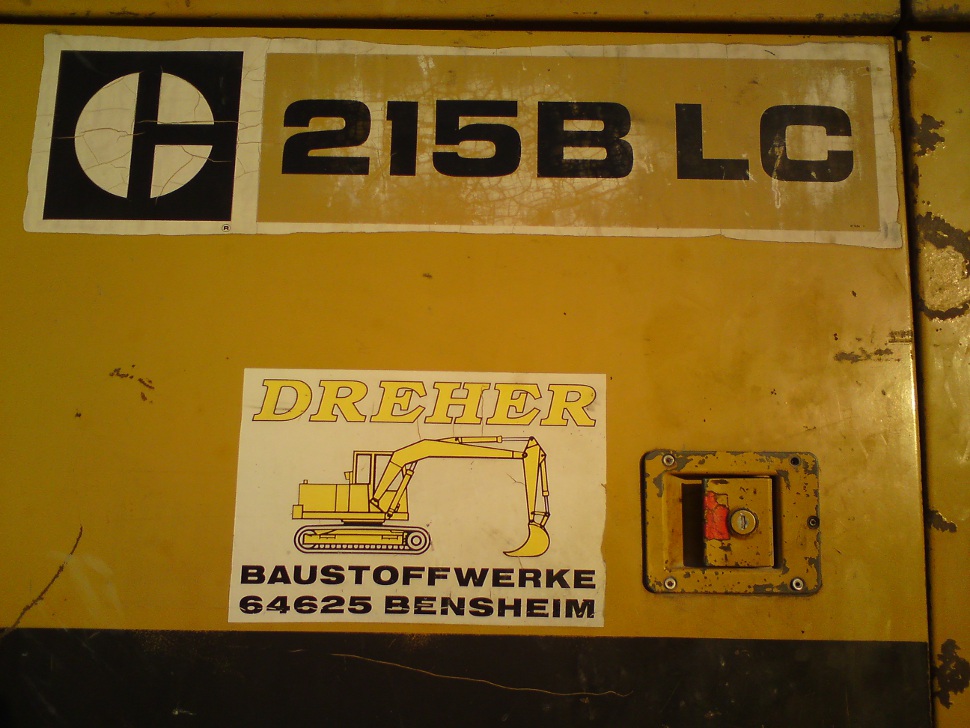 215B LC
DREHER
BAUSTOFFWERKE
64625 BENSHEIM